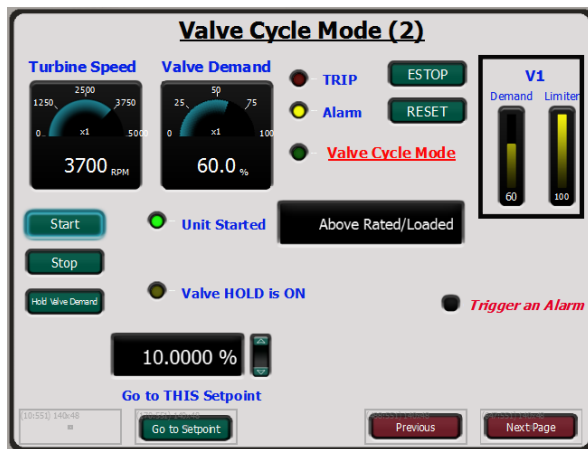 Valve Cycle Mode (2)
Turbine Speed
2500
1250 3750
0 x1 5000
3700 RPM
Valve Demand
50
25 75
0 x1 100
60.0 %
TRIP
Alarm
Valve Cycle Mode
ESTOP
RESET
V1
Demand Limiter
60 100
Start
Unit Started
Above Rated/Loaded
Stop
Hold Valve Demand
Valve HOLD is ON
Trigger an Alarm
10.0000 %
Go to THIS Setpoint
(10:551) 140x48
Go to Setpoint
Previous
Next Page